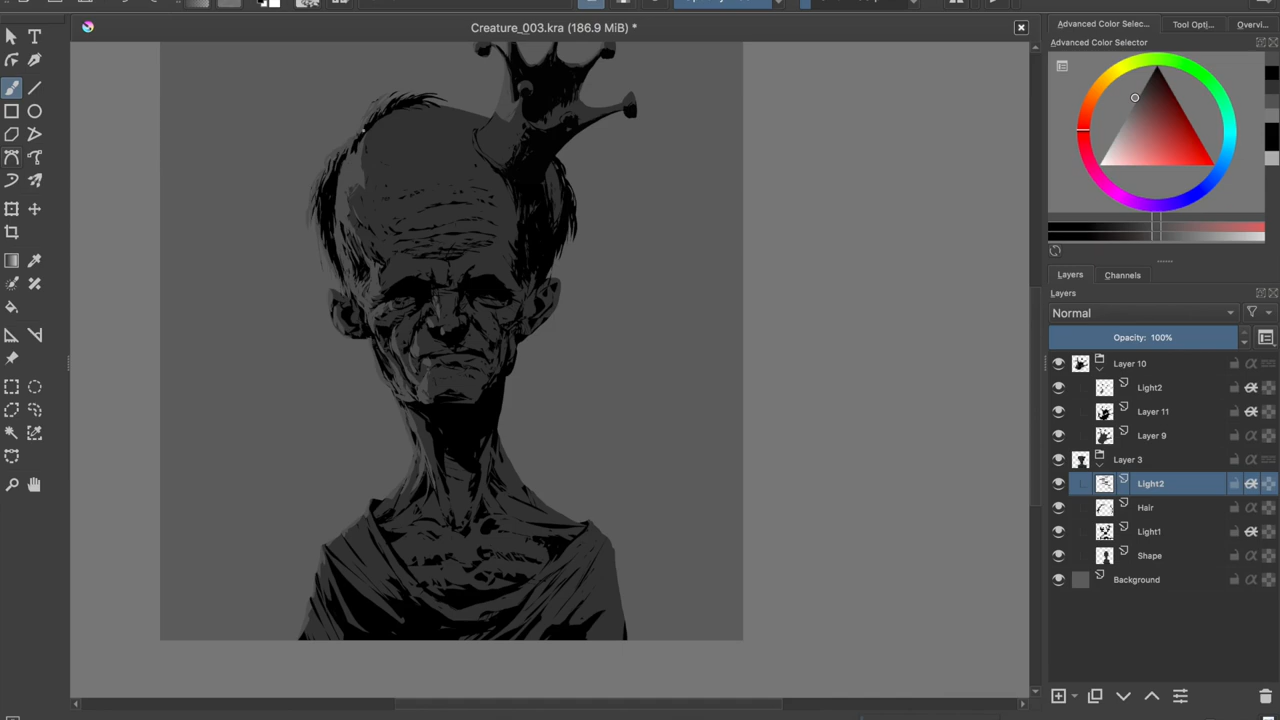 Creature_003.kra (186.9 MiB) *
Advanced Color Selec...
Tool Opti...
Overvi...
Advanced Color Selector
Layers
Channels
Layers
Normal
Opacity: 100%
Layer 10
Light2
Layer 11
Layer 9
Layer 3
Light2
Hair
Light1
Shape
Background